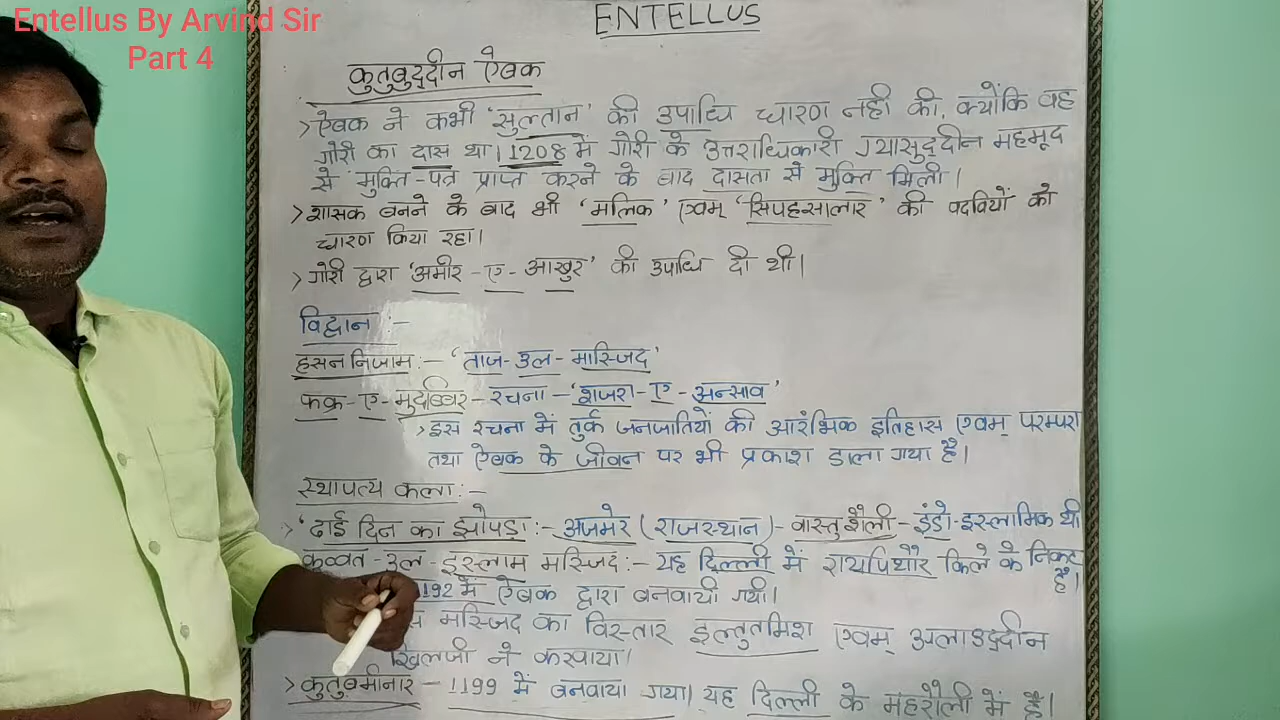 Entellus By Arvind Sir
Part 4
ENTELLUS
कुतुबुद्दीन ऐबक
> ऐबक ने कभी 'सुल्तान' की उपाधि धारण नही की, क्योंकि वह
गोरी का दास था। 1208 में गोरी के उत्तराधिकारी ग्यासुद्दीन महमूद
से मुक्ति-पत्र प्राप्त करने के बाद दासता से मुक्ति मिली।
> शासक बनने के बाद भी 'मलिक' एवम् 'सिपहसालार' की पदवियों को
धारण किया रहा।
> गोरी द्वारा 'अमीर-ए-आखुर' की उपाधि दी थी।
विद्वान :-
हसन निजाम :- 'ताज-उल-मास्जिद'
फक्र-ए-मुदब्बिर - रचना - 'शजरा-ए-अन्साव'
> इस रचना में तुर्क जनजातियों की आरंभिक इतिहास एवम् परम्परा
तथा ऐबक के जीवन पर भी प्रकाश डाला गया है।
स्थापत्य कला :-
> 'ढाई दिन का झोपड़ा :- अजमेर (राजस्थान) - वास्तु शैली - इंडो-इस्लामिक थी
कुव्वत-उल-इस्लाम मस्जिद :- यह दिल्ली में रायपिथौर किले के निकट
है।
192 में ऐबक द्वारा बनवायी गयी।
मस्जिद का विस्तार इल्तुतमिश एवम् अलाउद्दीन
खिलजी ने करवाया।
> कुतुबमीनार - 1199 में बनवाया गया। यह दिल्ली के महरौली में है।